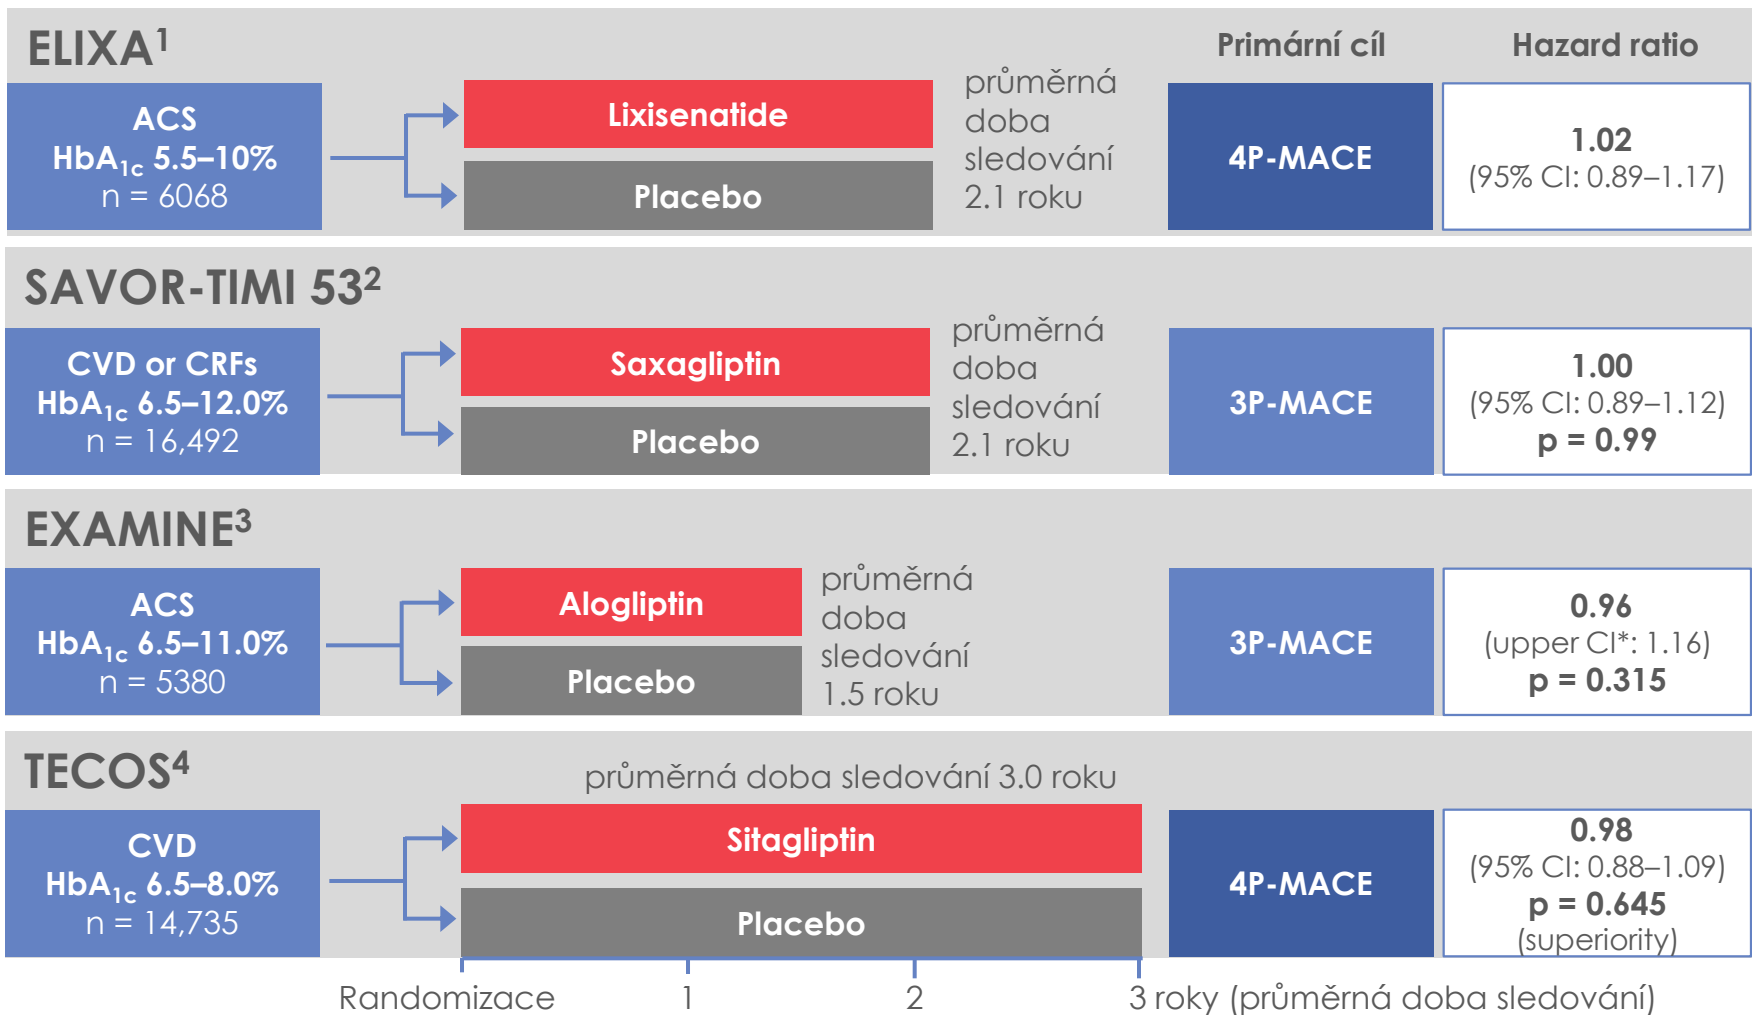 ELIXA¹
Primární cíl
Hazard ratio
ACS
HbA₁c 5.5–10%
n = 6068
Lixisenatide
Placebo
průměrná
doba
sledování
2.1 roku
4P-MACE
1.02
(95% CI: 0.89–1.17)
SAVOR-TIMI 53²
CVD or CRFs
HbA₁c 6.5–12.0%
n = 16,492
Saxagliptin
Placebo
průměrná
doba
sledování
2.1 roku
3P-MACE
1.00
(95% CI: 0.89–1.12)
p = 0.99
EXAMINE³
ACS
HbA₁c 6.5–11.0%
n = 5380
Alogliptin
Placebo
průměrná
doba
sledování
1.5 roku
3P-MACE
0.96
(upper CI*: 1.16)
p = 0.315
TECOS⁴
průměrná doba sledování 3.0 roku
CVD
HbA₁c 6.5–8.0%
n = 14,735
Sitagliptin
Placebo
4P-MACE
0.98
(95% CI: 0.88–1.09)
p = 0.645
(superiority)
Randomizace 1 2 3 roky (průměrná doba sledování)